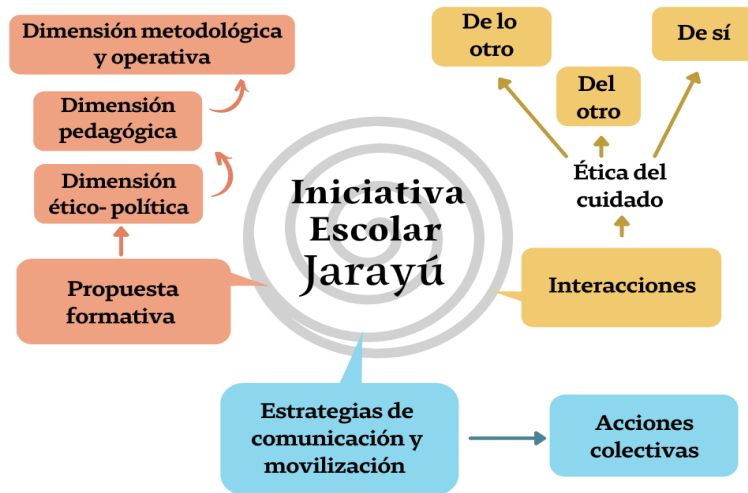 Dimensión metodológica
y operativa
Dimensión
pedagógica
Dimensión
ético- política
Propuesta
formativa
Iniciativa
Escolar
Jarayú
De lo
otro
Del
otro
De sí
Ética del
cuidado
Interacciones
Estrategias de
comunicación y
movilización
Acciones
colectivas